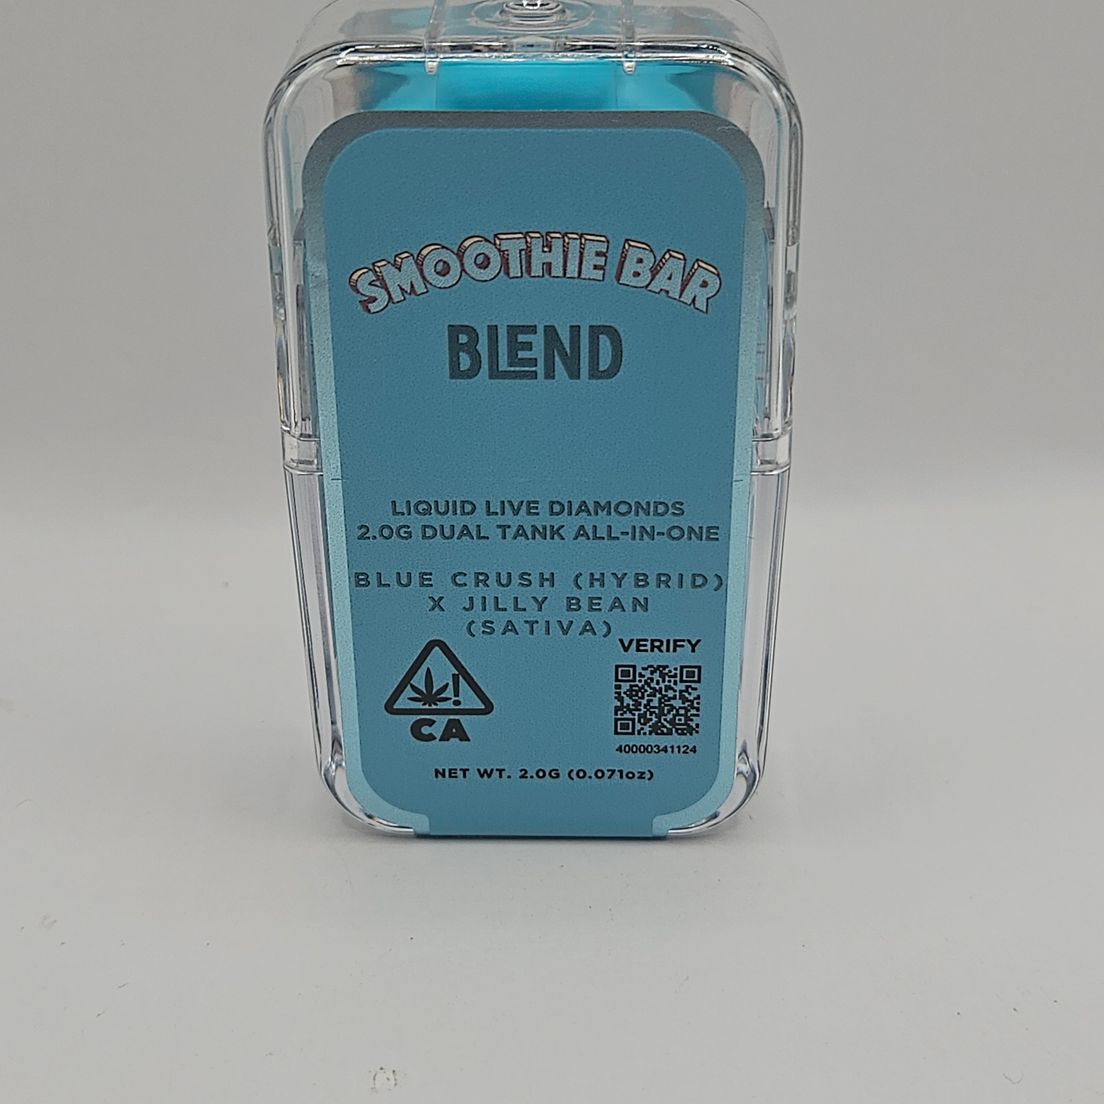 SMOOTHIE BAR
BLEND
LIQUID LIVE DIAMONDS
2.0G DUAL TANK ALL-IN-ONE
BLUE CRUSH (HYBRID)
X JILLY BEAN
(SATIVA)
VERIFY
!
CA
40000341124
NET WT. 2.0G (0.071oz)